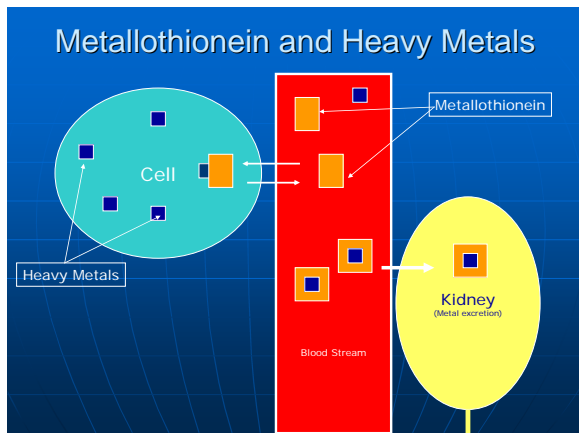 Metallothionein and Heavy Metals
Metallothionein
Cell
Heavy Metals
Kidney
(Metal excretion)
Blood Stream